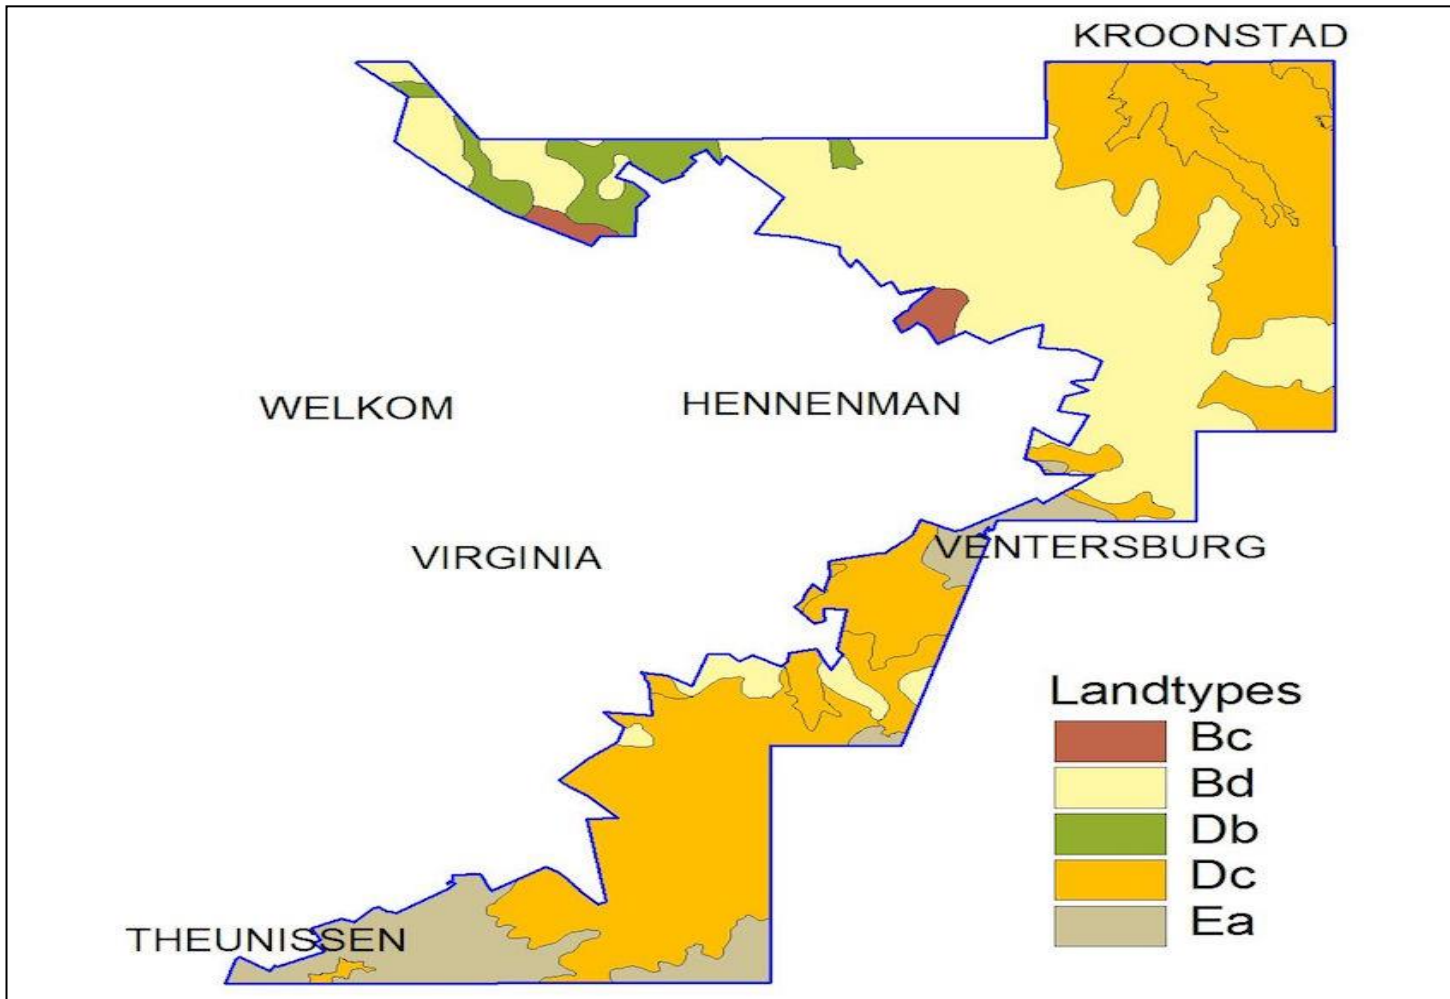 KROONSTAD
WELKOM
HENNENMAN
VIRGINIA
VENTERSBURG
THEUNISSEN
Landtypes
Bc
Bd
Db
Dc
Ea